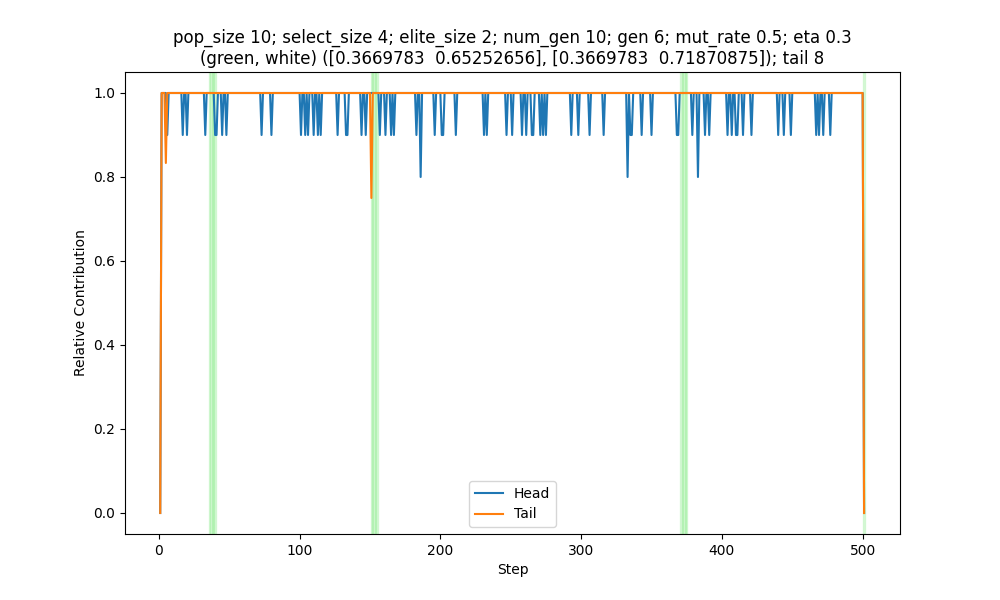 pop_size 10; select_size 4; elite_size 2; num_gen 10; gen 6; mut_rate 0.5; eta 0.3
(green, white) ([0.3669783  0.65252656], [0.3669783  0.71870875]); tail 8
1.0
0.8
0.6
0.4
0.2
0.0
Relative Contribution
Head
Tail
0
100
200
300
400
500
Step